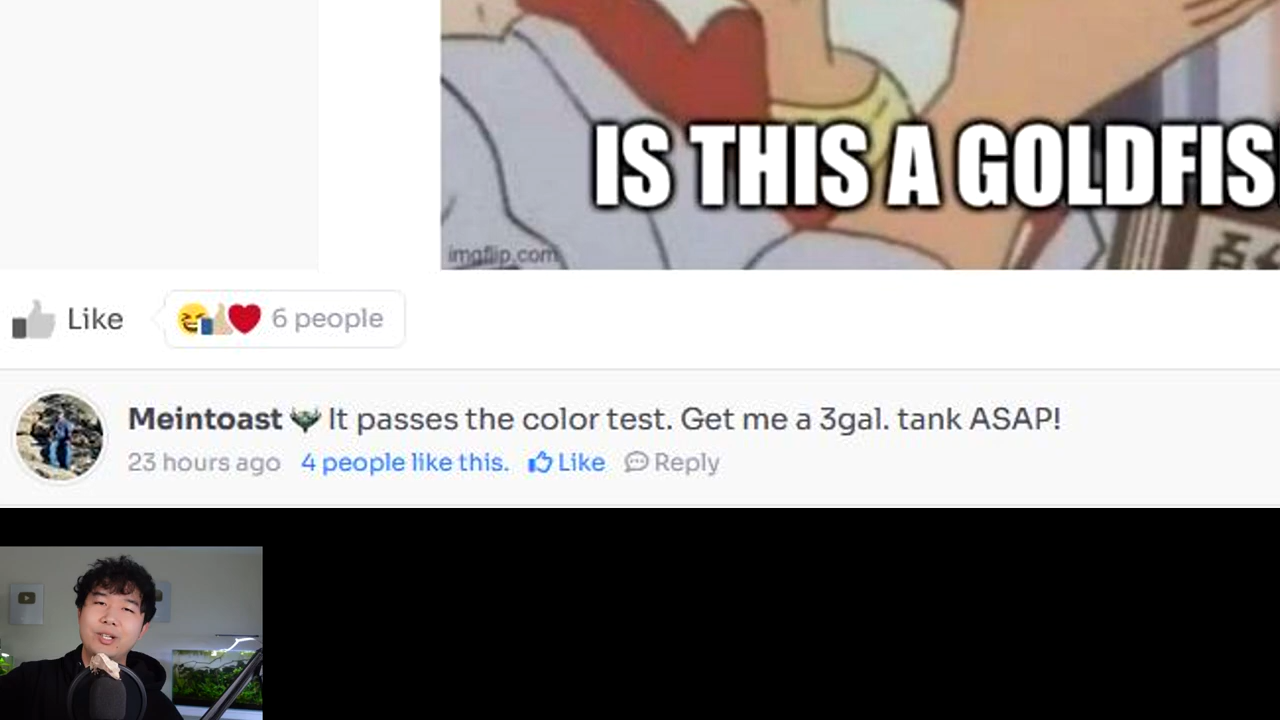 IS THIS A GOLDFIS
imgflip.com
Like
6 people
Meintoast It passes the color test. Get me a 3gal. tank ASAP!
23 hours ago 4 people like this. Like Reply